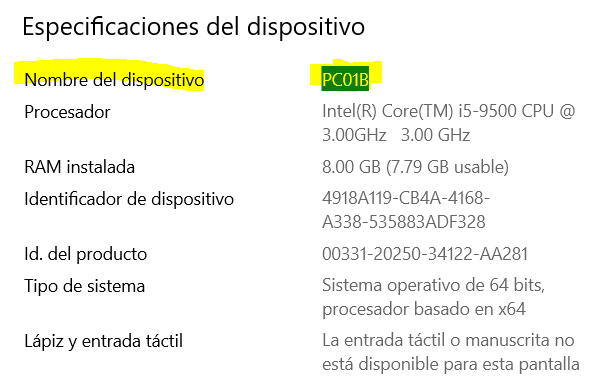 Especificaciones del dispositivo
Nombre del dispositivo PC01B
Procesador Intel(R) Core(TM) i5-9500 CPU @
3.00GHz 3.00 GHz
RAM instalada 8.00 GB (7.79 GB usable)
Identificador de dispositivo 4918A119-CB4A-4168-
A338-535883ADF328
Id. del producto 00331-20250-34122-AA281
Tipo de sistema Sistema operativo de 64 bits,
procesador basado en x64
Lápiz y entrada táctil La entrada táctil o manuscrita no
está disponible para esta pantalla